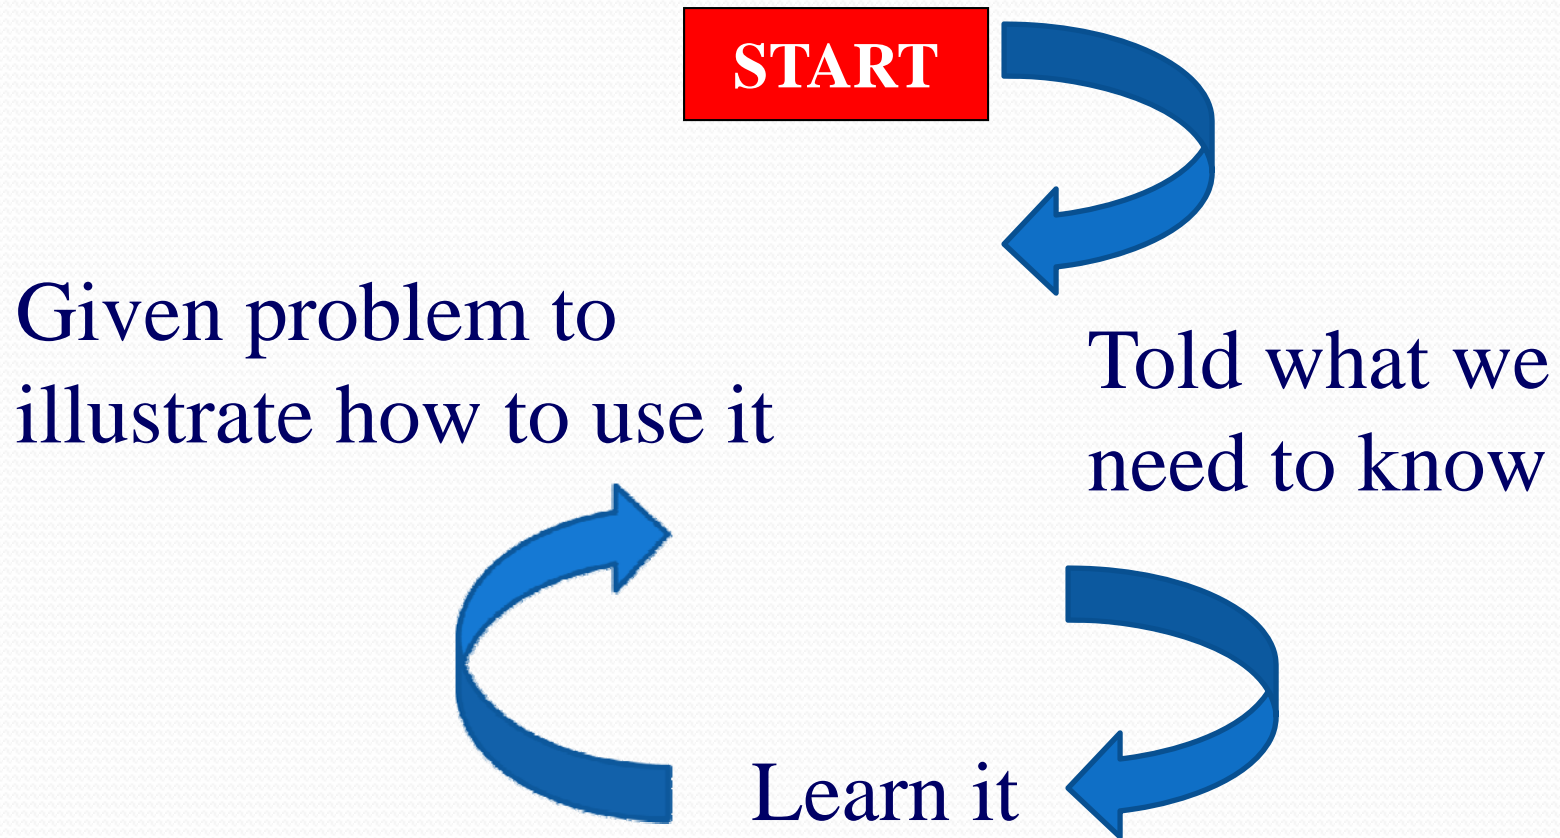 START
Told what we
need to know
Learn it
Given problem to
illustrate how to use it